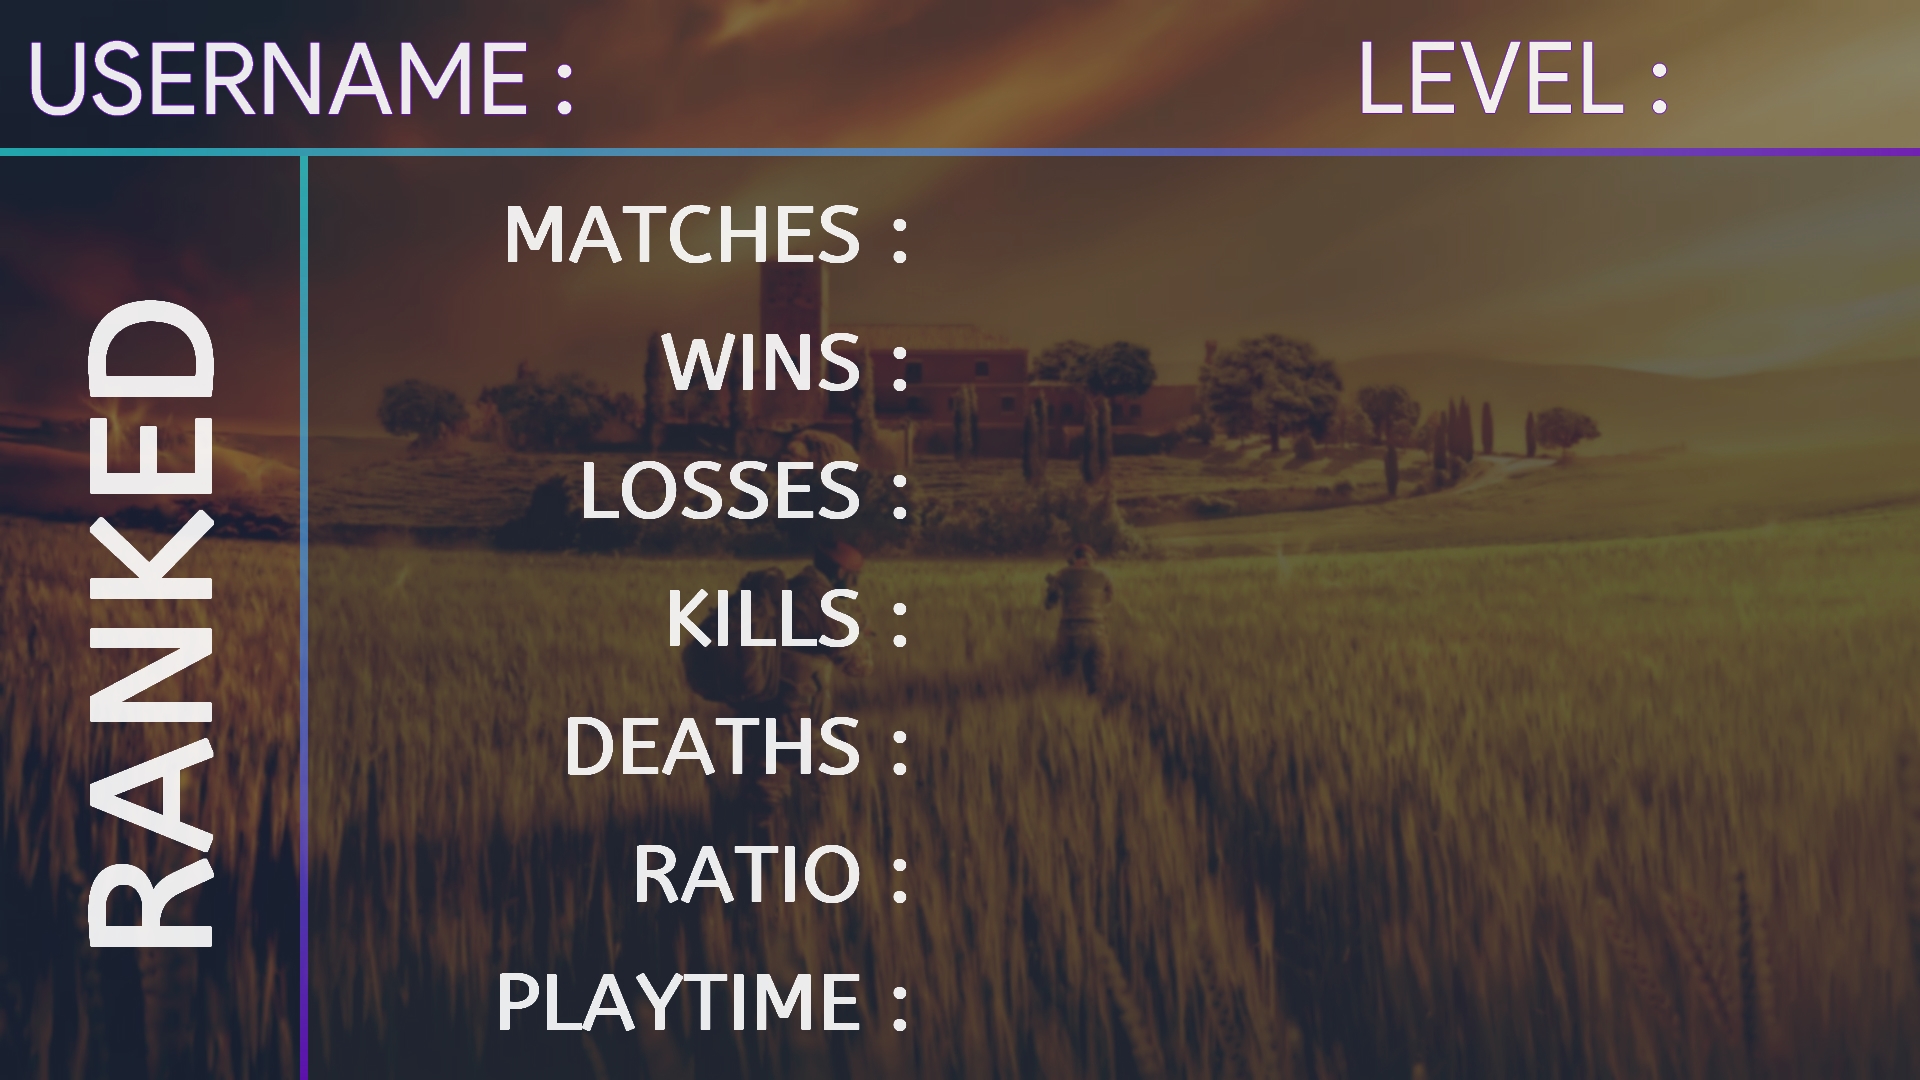 USERNAME :
LEVEL :
RANKED
MATCHES :
WINS :
LOSSES :
KILLS :
DEATHS :
RATIO :
PLAYTIME :